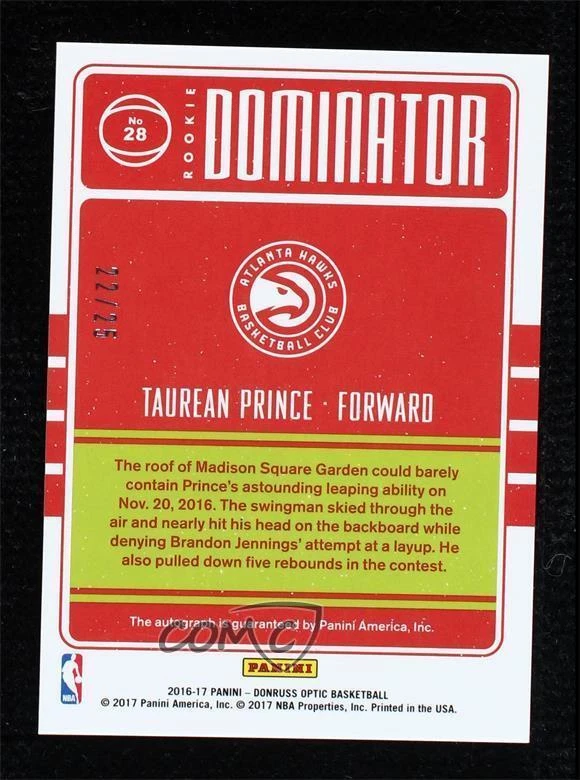 No
28
ROOKIE
DOMINATOR
22/25
ATLANTA HAWKS
BASKETBALL CLUB
TAUREAN PRINCE · FORWARD
The roof of Madison Square Garden could barely
contain Prince's astounding leaping ability on
Nov. 20, 2016. The swingman skied through the
air and nearly hit his head on the backboard while
denying Brandon Jennings' attempt at a layup. He
also pulled down five rebounds in the contest.
The autograph is guaranteed by Panini America, Inc.
COMC
PANINI
NBA
2016-17 PANINI – DONRUSS OPTIC BASKETBALL
© 2017 Panini America, Inc. © 2017 NBA Properties, Inc. Printed in the USA.